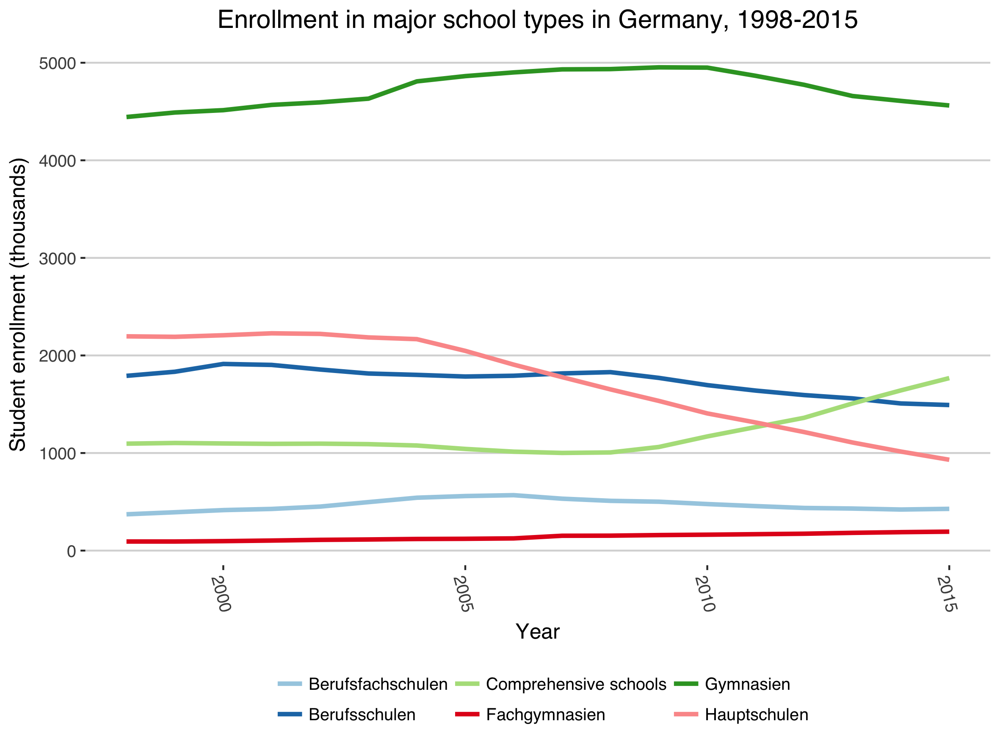 Enrollment in major school types in Germany, 1998-2015
Student enrollment (thousands)
5000
4000
3000
2000
1000
0
2000
2005
2010
2015
Year
Berufsfachschulen
Comprehensive schools
Gymnasien
Berufsschulen
Fachgymnasien
Hauptschulen